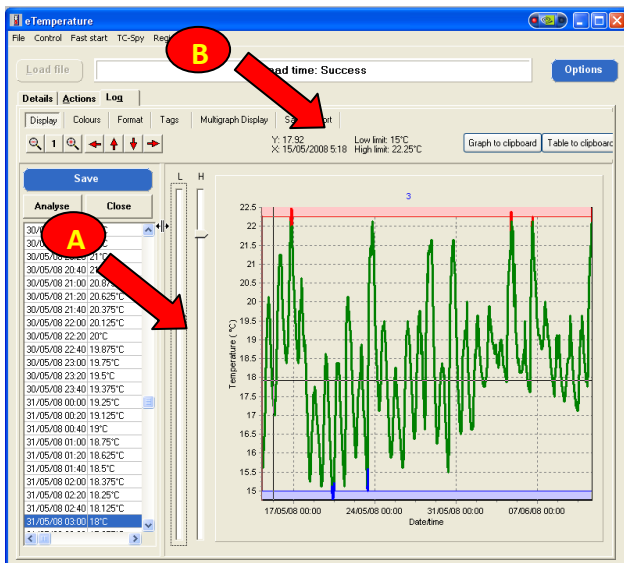 eTemperature
B
File Control Fast start TC-Spy
Load file
ad time: Success
Options
Details Actions Log
Display Colours Format Tags Multigraph Display
1
Y: 17.92
X: 15/05/2008 5:18
Low limit: 15°C
High limit: 22.25°C
Graph to clipboard
Table to clipboard
Save
L H
Analyse Close
A
30/05/08 20:40 21°C
30/05/08 21:00 20.875°C
30/05/08 21:20 20.625°C
30/05/08 21:40 20.375°C
30/05/08 22:00 20.125°C
30/05/08 22:20 20°C
30/05/08 22:40 19.875°C
30/05/08 23:00 19.75°C
30/05/08 23:20 19.5°C
30/05/08 23:40 19.375°C
31/05/08 00:00 19.25°C
31/05/08 00:20 19.125°C
31/05/08 00:40 19°C
31/05/08 01:00 18.75°C
31/05/08 01:20 18.625°C
31/05/08 01:40 18.5°C
31/05/08 02:00 18.375°C
31/05/08 02:20 18.25°C
31/05/08 02:40 18.125°C
31/05/08 03:00 18°C
3
22.5
22
21.5
21
20.5
20
19.5
19
18.5
18
17.5
17
16.5
16
15.5
15
Temperature (°C)
17/05/08 00:00 24/05/08 00:00 31/05/08 00:00 07/06/08 00:00
Date/time